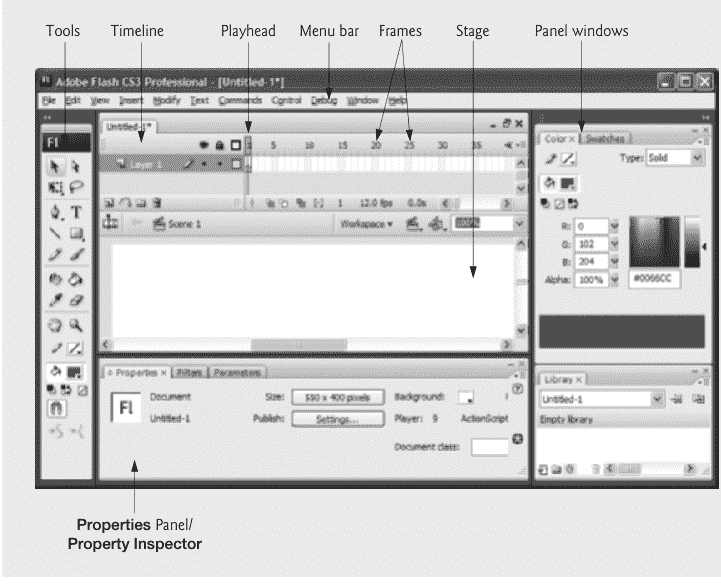 Tools Timeline Playhead Menu bar Frames Stage Panel windows
Adobe Flash CS3 Professional - [Untitled-1*]
File Edit View Insert Modify Text Commands Control Debug Window Help
Untitled-1*
Fl
1 5 10 15 20 25 30 35
Layer 1
1 12.0 fps 0.0s
Scene 1 Workspace 100%
Color × Swatches
Type: Solid
R: 0
G: 102
B: 204
Alpha: 100% #0066CC
Properties × Filters Parameters
Fl
Document Size: 550 x 400 pixels Background:
Untitled-1 Publish: Settings... Player: 9 ActionScript
Document class:
Library ×
Untitled-1
Empty library
Properties Panel/
Property Inspector